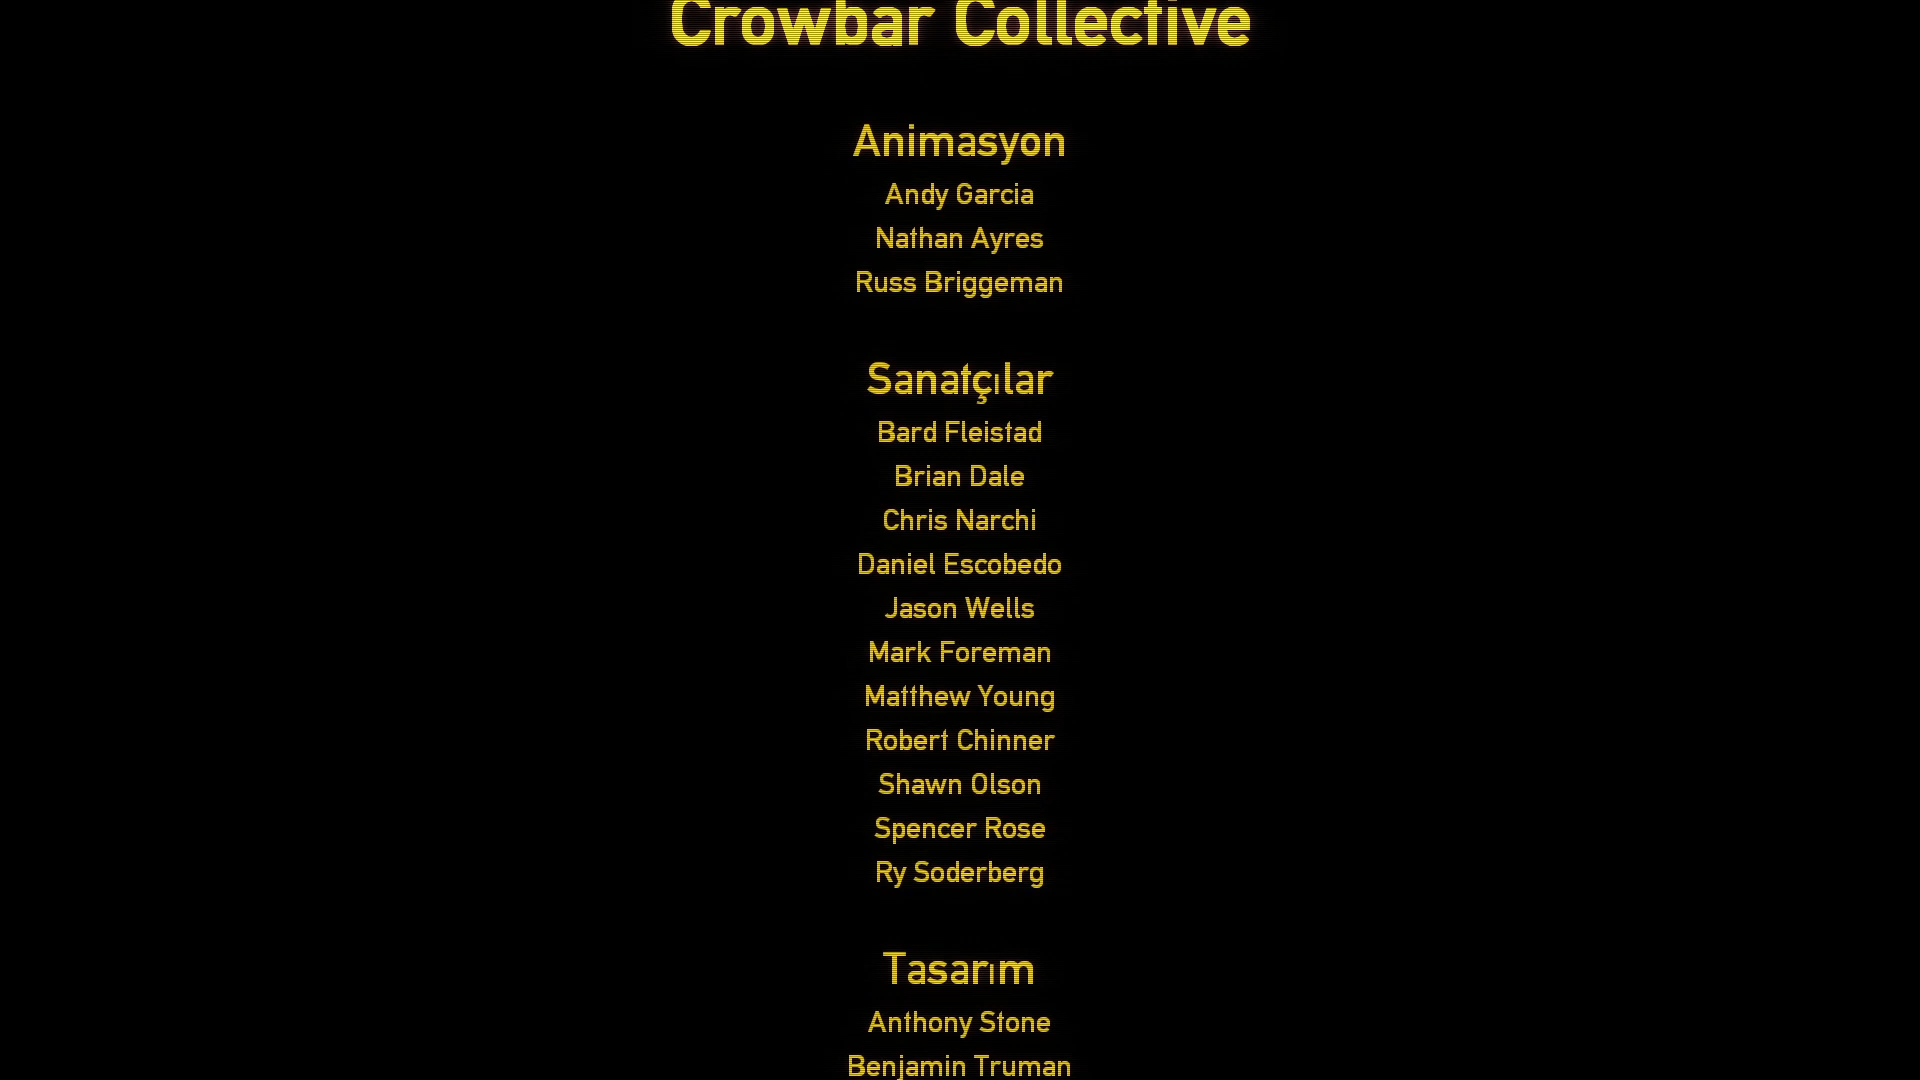 Crowbar Collective
Animasyon
Andy Garcia
Nathan Ayres
Russ Briggeman
Sanatçılar
Bard Fleistad
Brian Dale
Chris Narchi
Daniel Escobedo
Jason Wells
Mark Foreman
Matthew Young
Robert Chinner
Shawn Olson
Spencer Rose
Ry Soderberg
Tasarım
Anthony Stone
Benjamin Truman